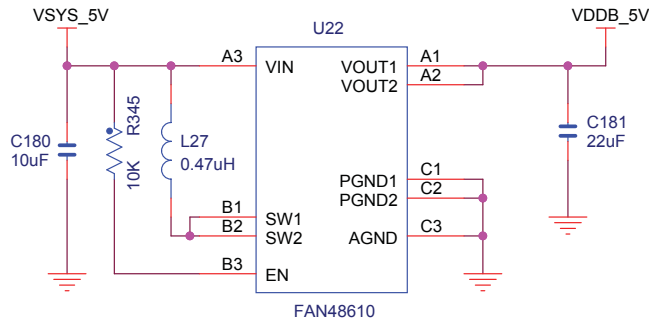 VSYS_5V
U22
VDDB_5V
A3
VIN
VOUT1
A1
VOUT2
A2
C180
10uF
R345
10K
L27
0.47uH
C181
22uF
B1
SW1
B2
SW2
PGND1
C1
PGND2
C2
AGND
C3
B3
EN
FAN48610